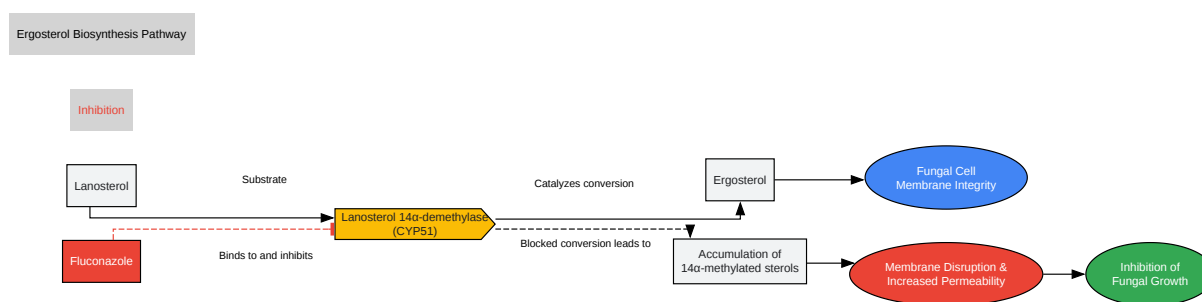 Ergosterol Biosynthesis Pathway
Inhibition
Lanosterol
Substrate
Fluconazole
Binds to and inhibits
Lanosterol 14α-demethylase
(CYP51)
Catalyzes conversion
Blocked conversion leads to
Ergosterol
Fungal Cell
Membrane Integrity
Accumulation of
14α-methylated sterols
Membrane Disruption &
Increased Permeability
Inhibition of
Fungal Growth